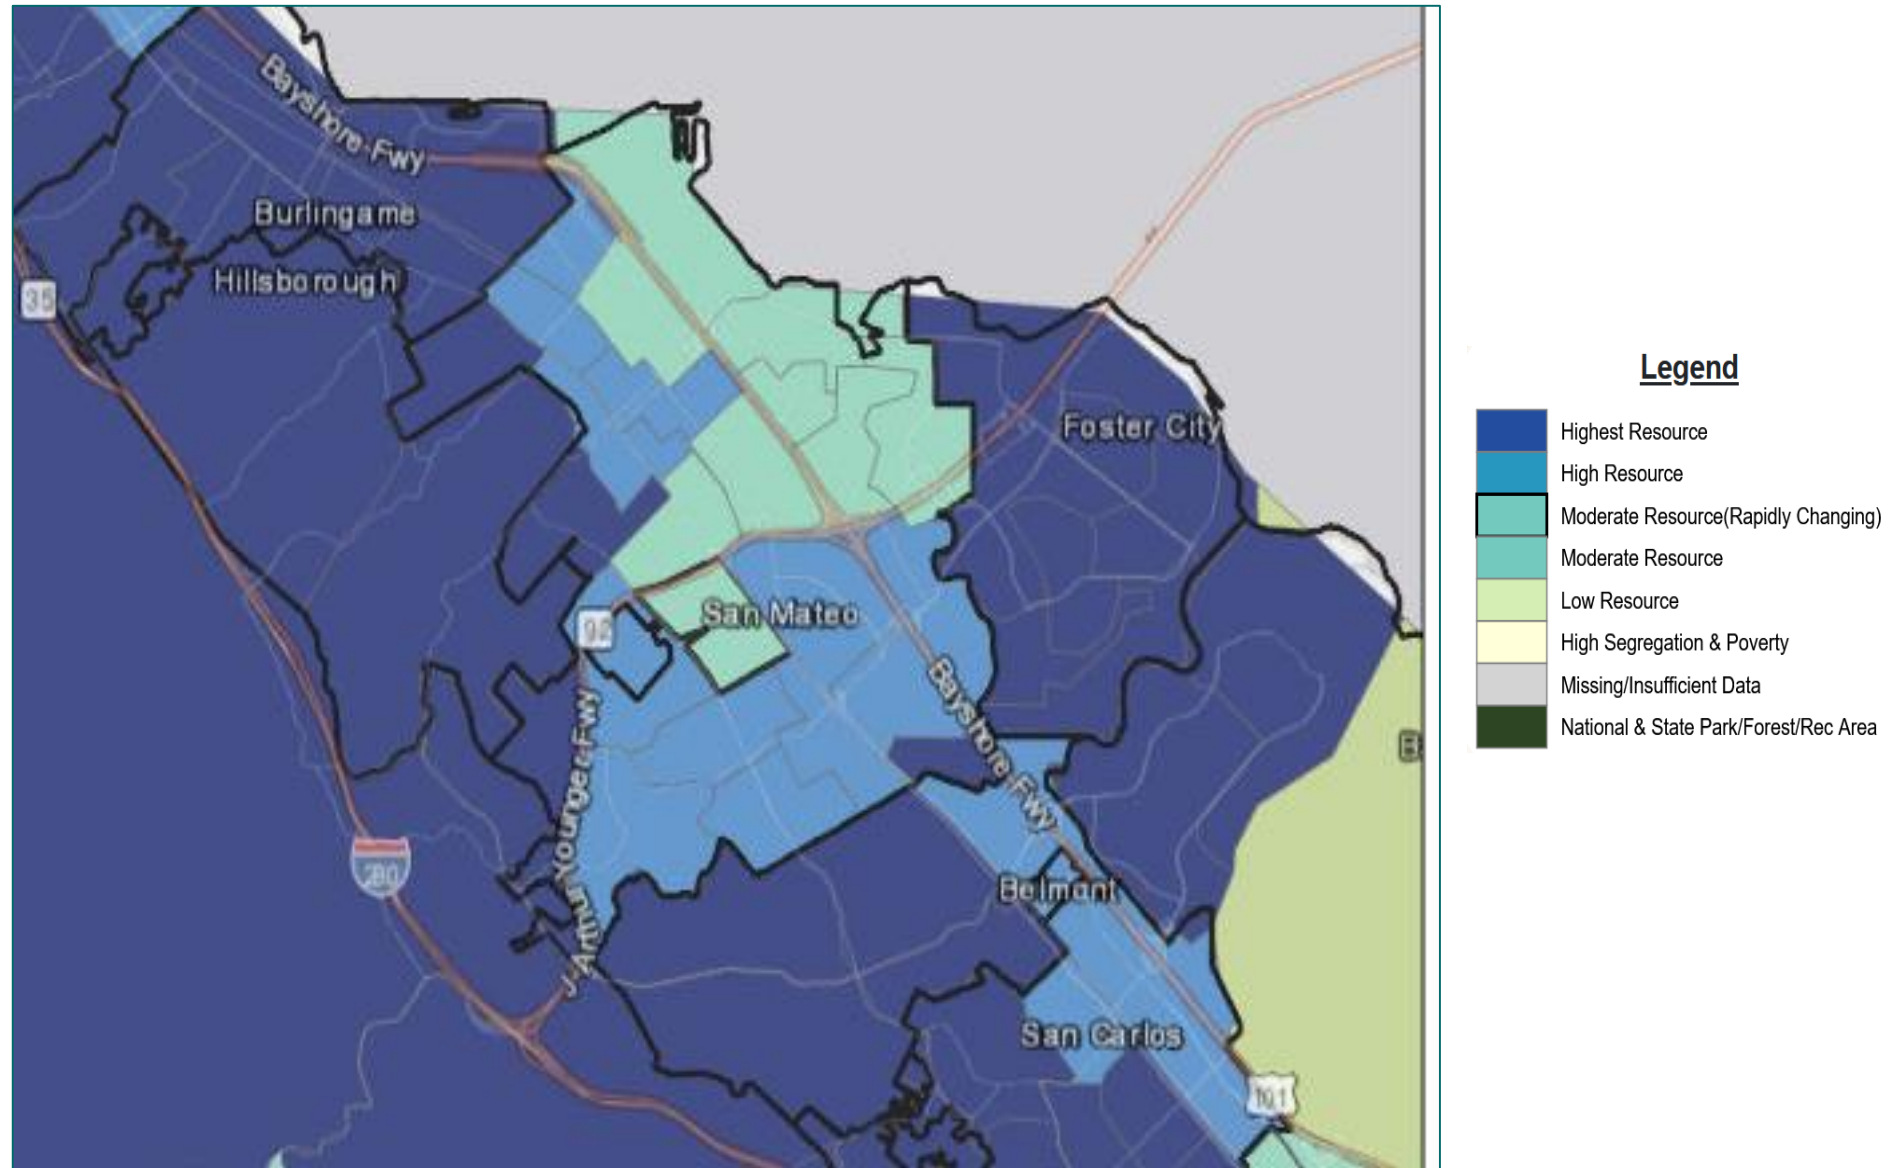 Bayshore-Fwy
Burlingame
Hillsborough
35
Foster City
San Mateo
92
Bayshore-Fwy
J-Arthur-Younger-Fwy
280
Belmont
San Carlos
101
B
Legend
Highest Resource
High Resource
Moderate Resource(Rapidly Changing)
Moderate Resource
Low Resource
High Segregation & Poverty
Missing/Insufficient Data
National & State Park/Forest/Rec Area